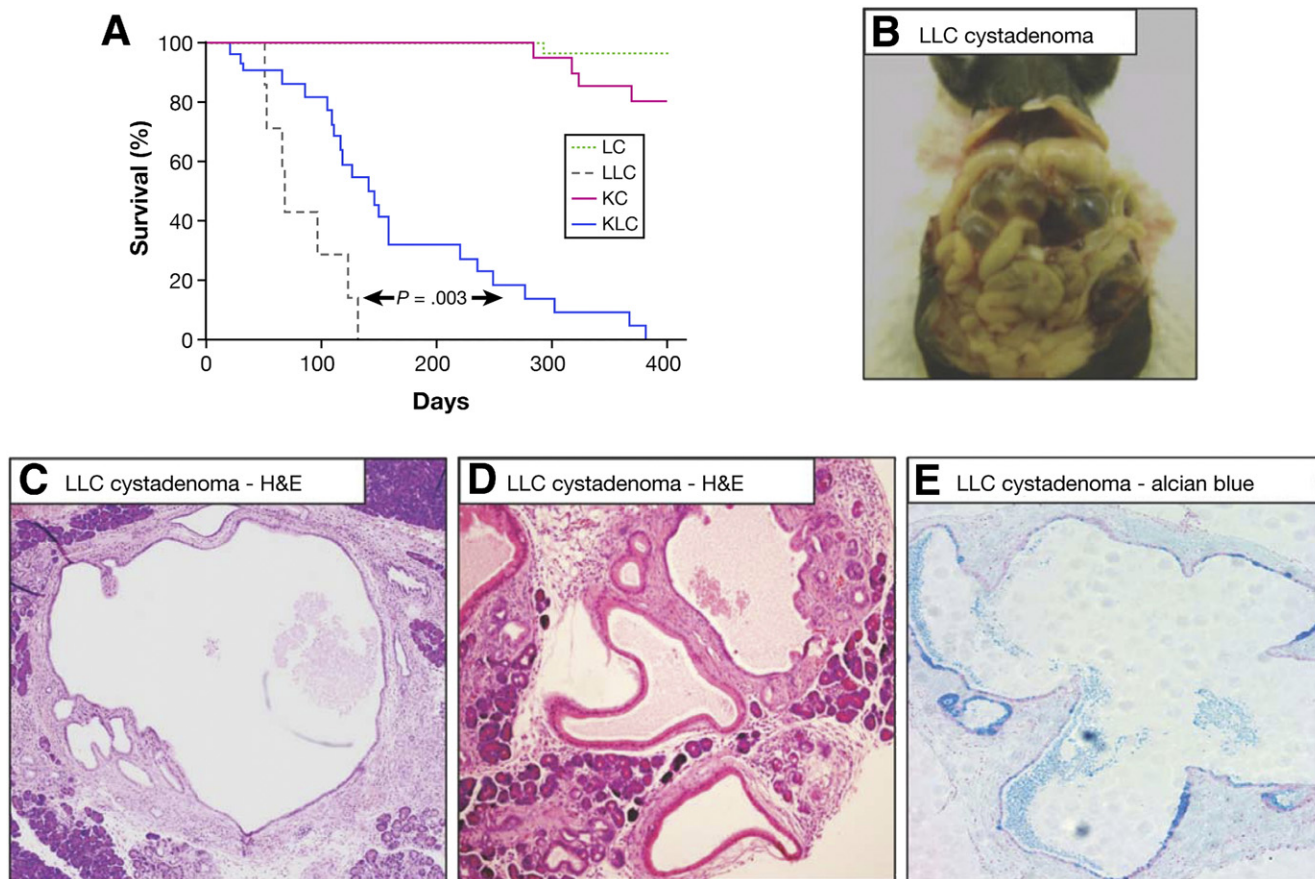 A
100
80
60
40
20
0
Survival (%)
0 100 200 300 400
Days
LC
LLC
KC
KLC
P = .003
B LLC cystadenoma
C LLC cystadenoma - H&E
D LLC cystadenoma - H&E
E LLC cystadenoma - alcian blue